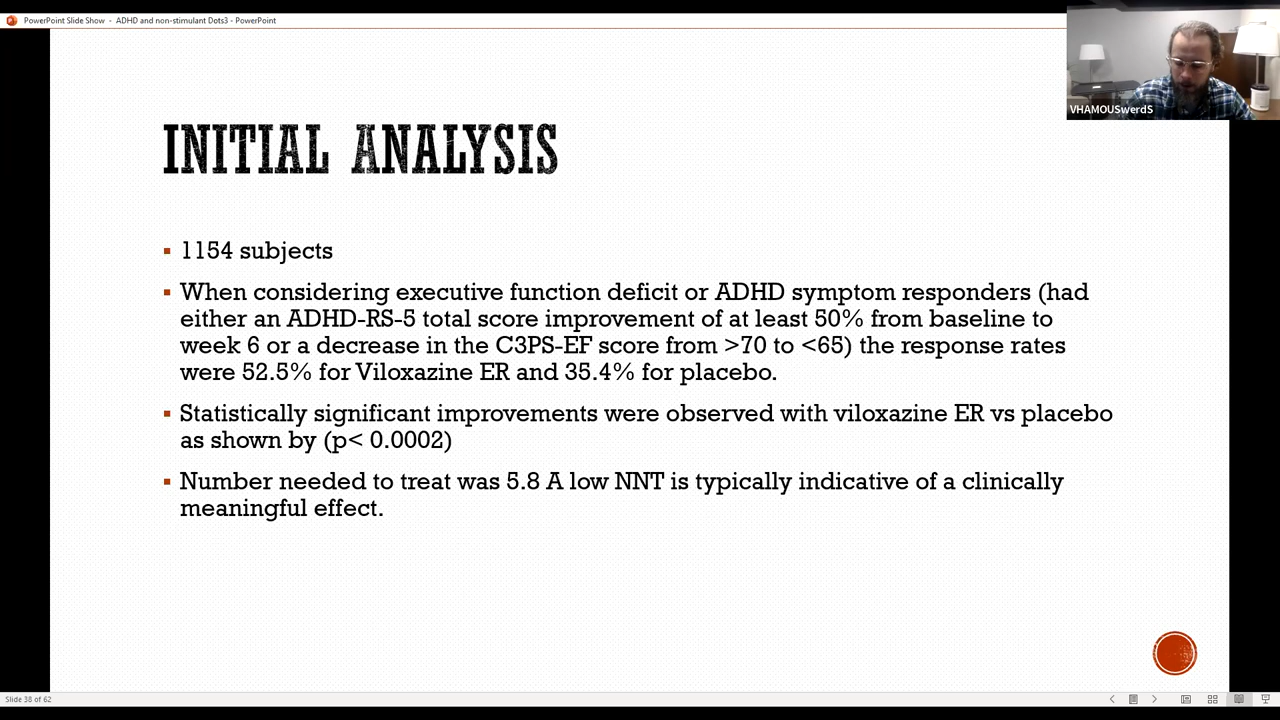 PowerPoint Slide Show - ADHD and non-stimulant Dots3 - PowerPoint
VHAMOUSwerdS
INITIAL ANALYSIS
1154 subjects
When considering executive function deficit or ADHD symptom responders (had
either an ADHD-RS-5 total score improvement of at least 50% from baseline to
week 6 or a decrease in the C3PS-EF score from >70 to <65) the response rates
were 52.5% for Viloxazine ER and 35.4% for placebo.
Statistically significant improvements were observed with viloxazine ER vs placebo
as shown by (p< 0.0002)
Number needed to treat was 5.8 A low NNT is typically indicative of a clinically
meaningful effect.
Slide 38 of 62